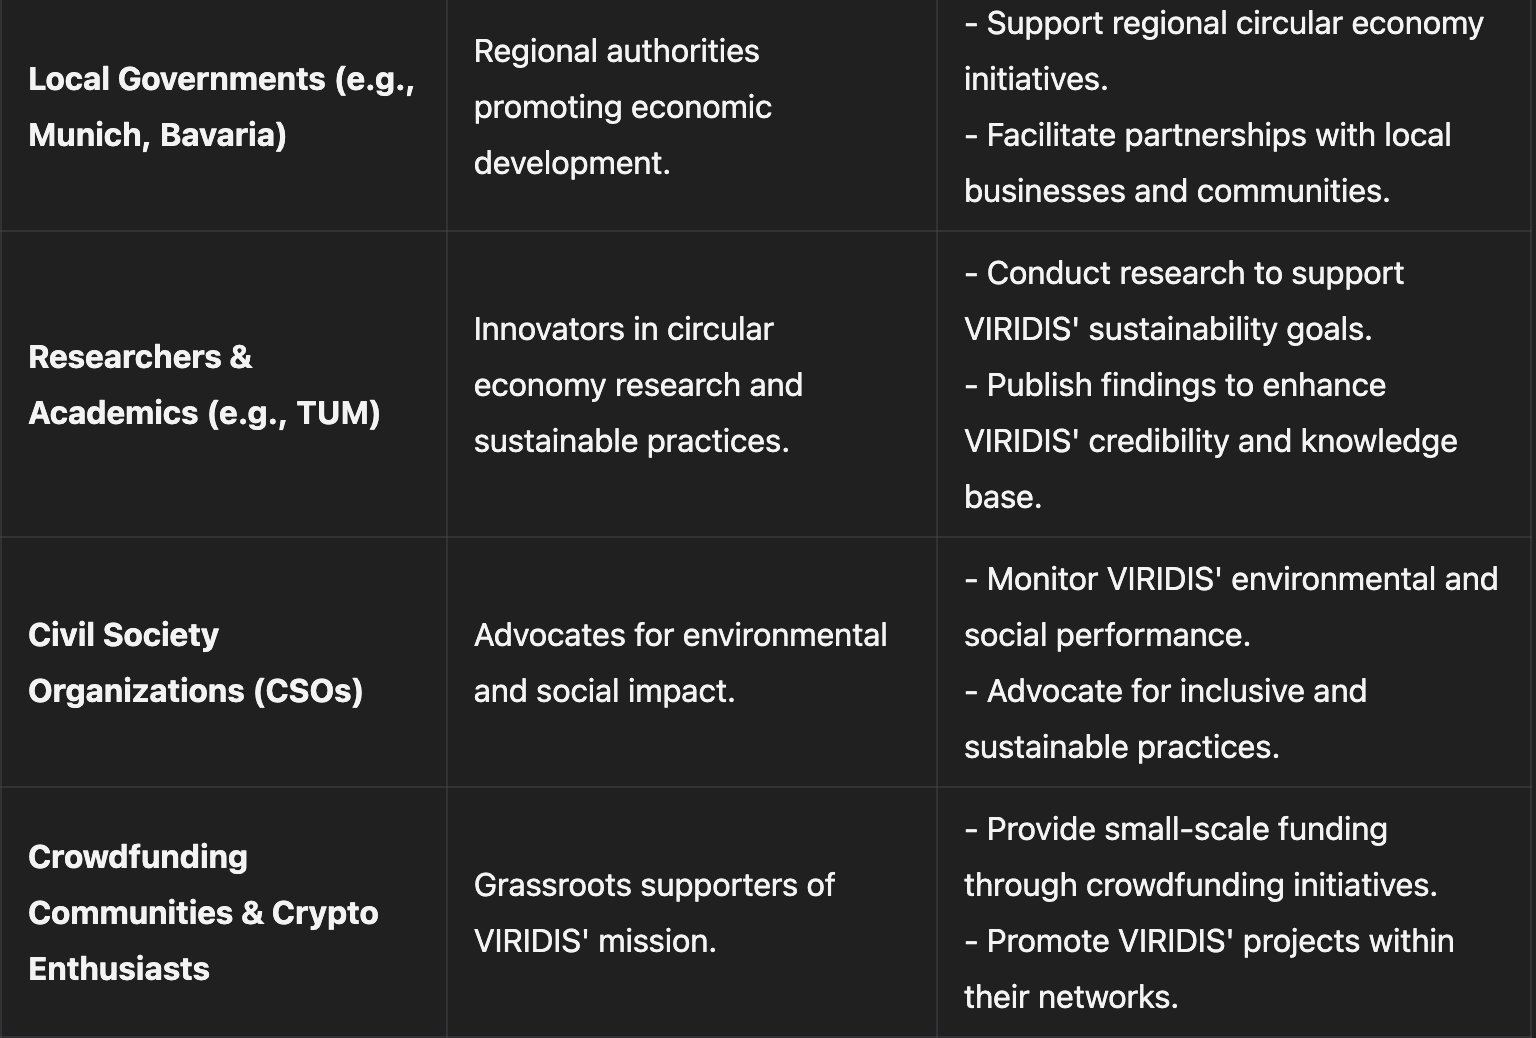 Local Governments (e.g.,
Munich, Bavaria)
Regional authorities
promoting economic
development.
- Support regional circular economy
initiatives.
- Facilitate partnerships with local
businesses and communities.
Researchers &
Academics (e.g., TUM)
Innovators in circular
economy research and
sustainable practices.
- Conduct research to support
VIRIDIS' sustainability goals.
- Publish findings to enhance
VIRIDIS' credibility and knowledge
base.
Civil Society
Organizations (CSOs)
Advocates for environmental
and social impact.
- Monitor VIRIDIS' environmental and
social performance.
- Advocate for inclusive and
sustainable practices.
Crowdfunding
Communities & Crypto
Enthusiasts
Grassroots supporters of
VIRIDIS' mission.
- Provide small-scale funding
through crowdfunding initiatives.
- Promote VIRIDIS' projects within
their networks.